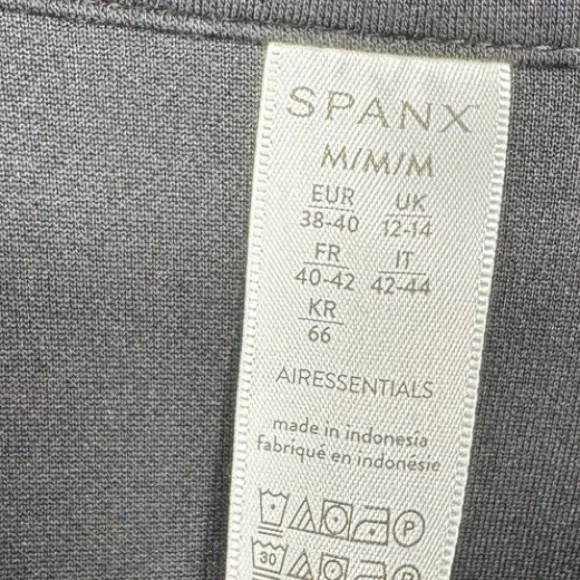 SPANX
M/M/M
EUR UK
38-40 12-14
FR IT
40-42 42-44
KR
66
AIRESSENTIALS
made in indonesia
fabriqué en indonésie
P
30